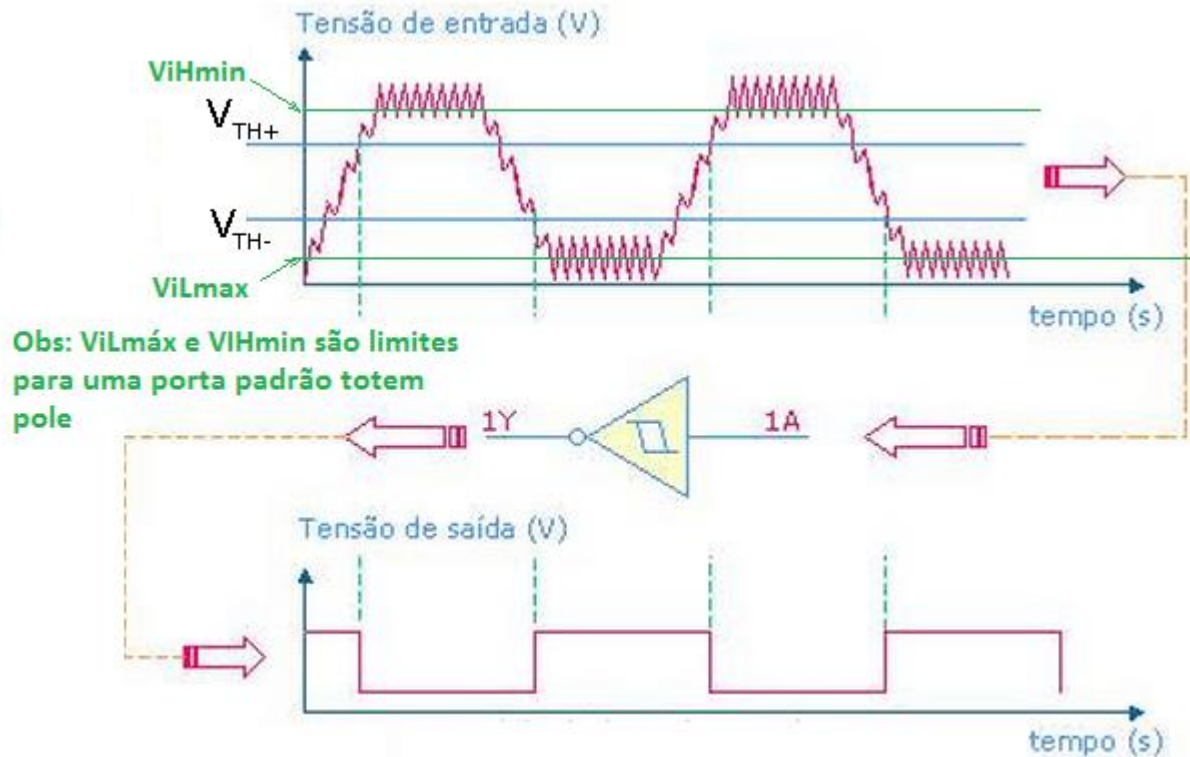 Tensão de entrada (V)
ViHmin
VTH+
VTH-
ViLmax
tempo (s)
Obs: ViLmáx e VIHmin são limites
para uma porta padrão totem
pole
1Y
1A
Tensão de saída (V)
tempo (s)